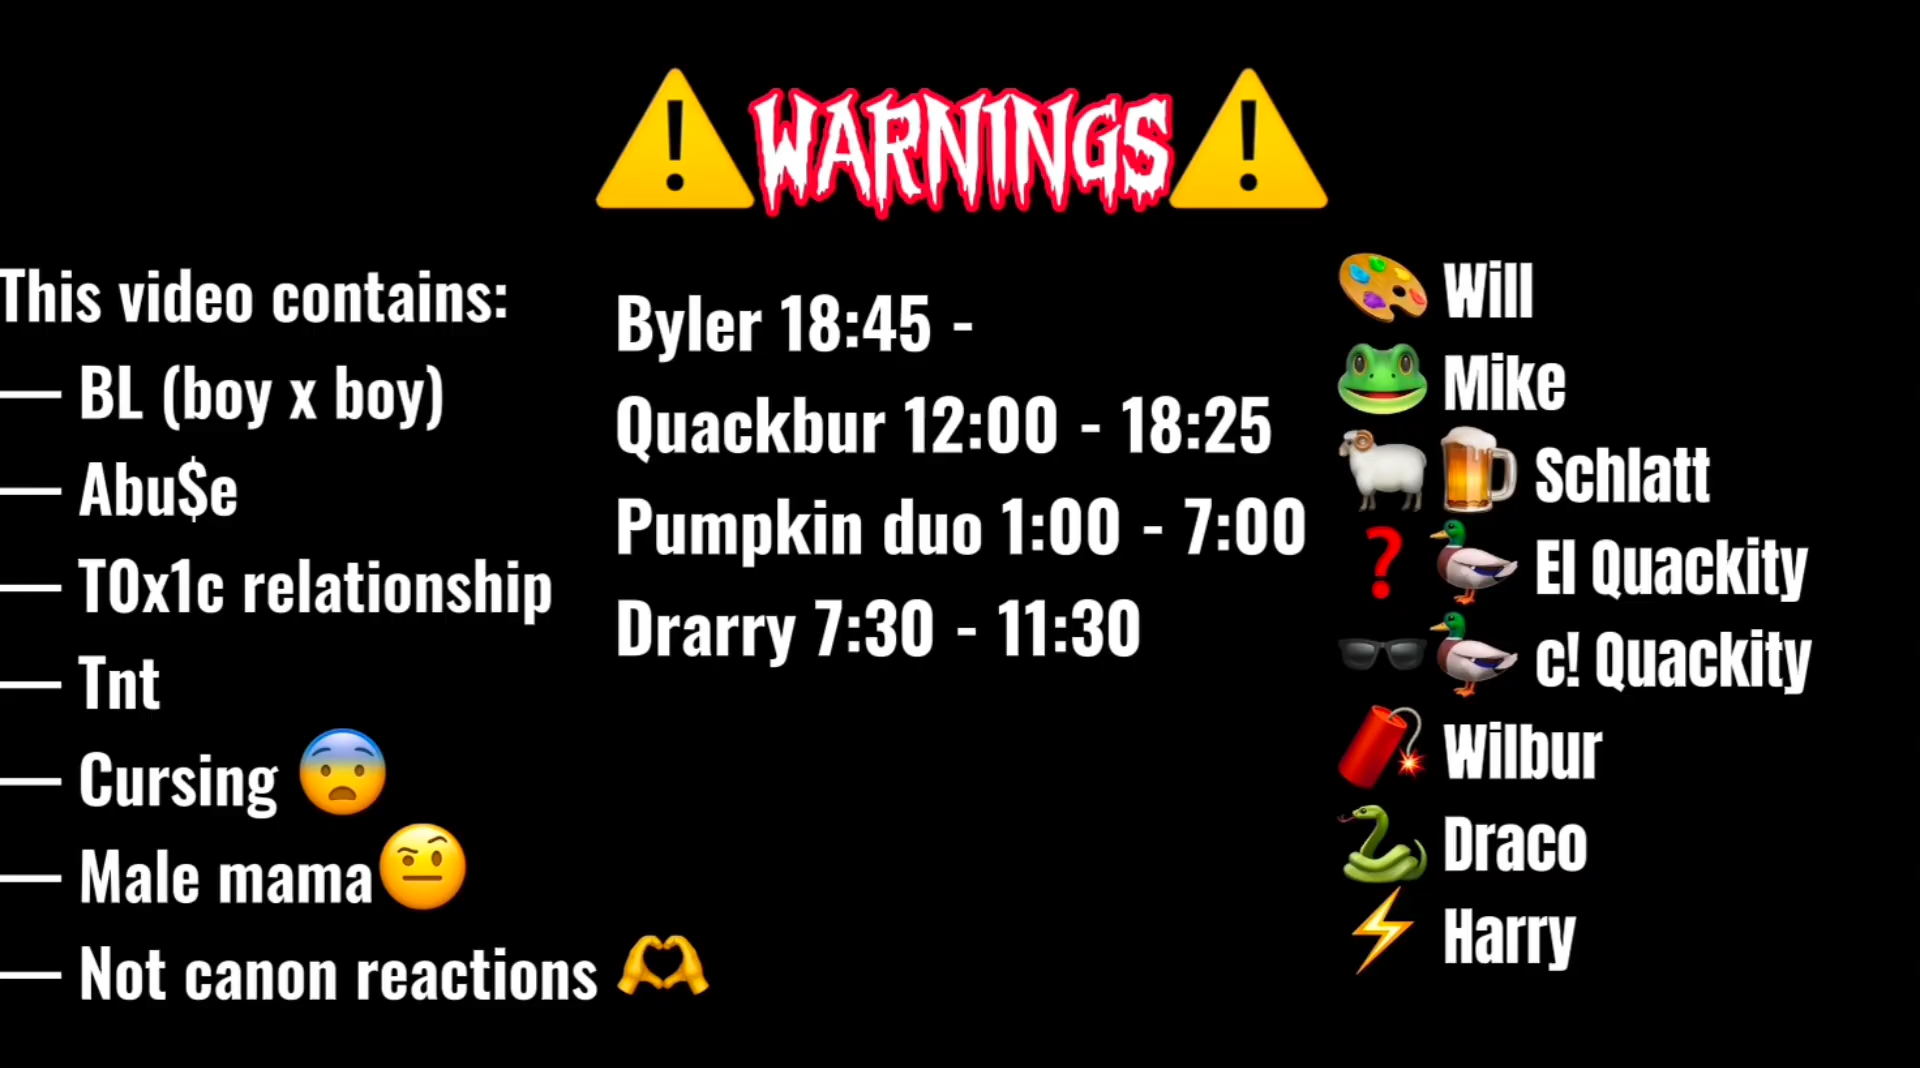 ⚠️WARNINGS⚠️
This video contains:
— BL (boy x boy)
— Abu$e
— T0x1c relationship
— Tnt
— Cursing 😨
— Male mama🤨
— Not canon reactions 🫶
Byler 18:45 -
Quackbur 12:00 - 18:25
Pumpkin duo 1:00 - 7:00
Drarry 7:30 - 11:30
🎨 Will
🐸 Mike
🐏🍺 Schlatt
❓🦆 El Quackity
🕶️🦆 c! Quackity
🧨 Wilbur
🐍 Draco
⚡ Harry